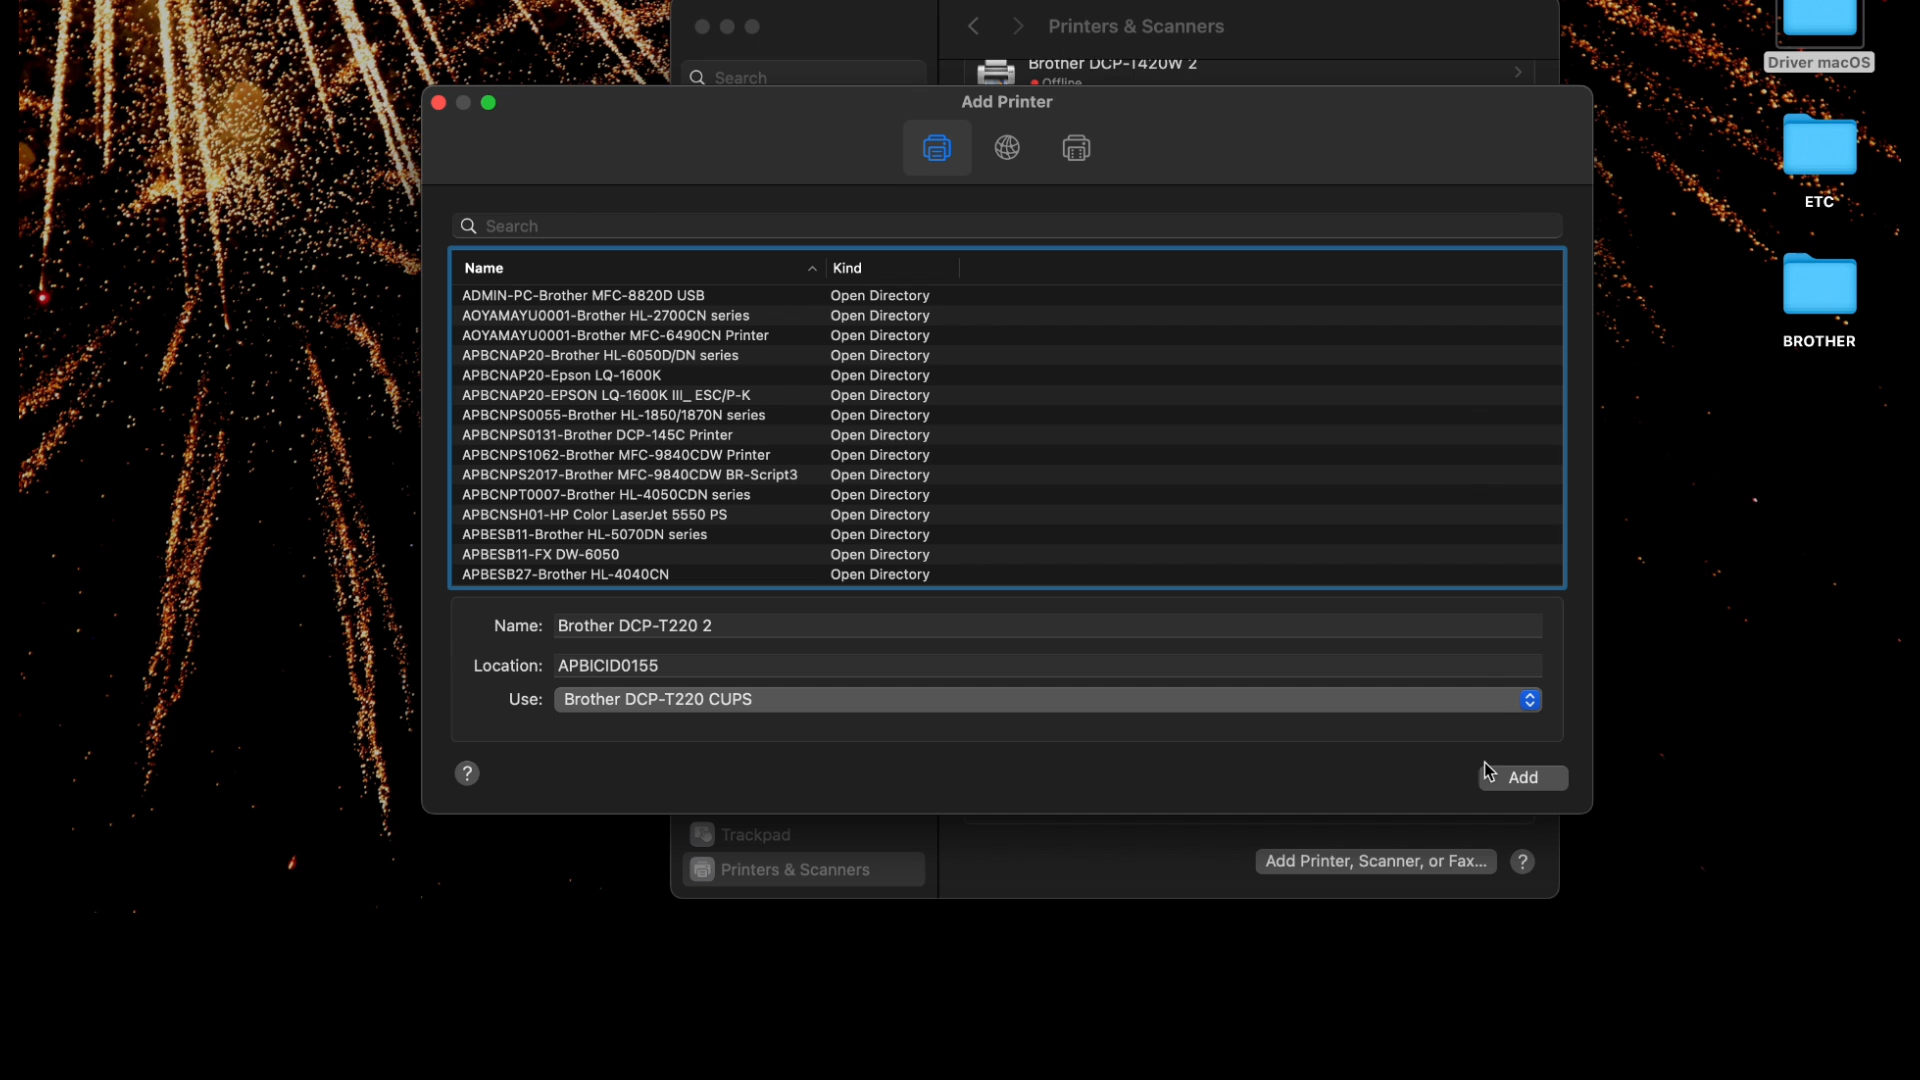 Printers & Scanners
Search
Brother DCP-T420W 2
Offline
Driver macOS
ETC
BROTHER
Add Printer
Search
Name Kind
ADMIN-PC-Brother MFC-8820D USB Open Directory
AOYAMAYU0001-Brother HL-2700CN series Open Directory
AOYAMAYU0001-Brother MFC-6490CN Printer Open Directory
APBCNAP20-Brother HL-6050D/DN series Open Directory
APBCNAP20-Epson LQ-1600K Open Directory
APBCNAP20-EPSON LQ-1600K III_ ESC/P-K Open Directory
APBCNPS0055-Brother HL-1850/1870N series Open Directory
APBCNPS0131-Brother DCP-145C Printer Open Directory
APBCNPS1062-Brother MFC-9840CDW Printer Open Directory
APBCNPS2017-Brother MFC-9840CDW BR-Script3 Open Directory
APBCNPT0007-Brother HL-4050CDN series Open Directory
APBCNSH01-HP Color LaserJet 5550 PS Open Directory
APBESB11-Brother HL-5070DN series Open Directory
APBESB11-FX DW-6050 Open Directory
APBESB27-Brother HL-4040CN Open Directory
Name: Brother DCP-T220 2
Location: APBICID0155
Use: Brother DCP-T220 CUPS
? Add
Trackpad
Printers & Scanners
Add Printer, Scanner, or Fax... ?